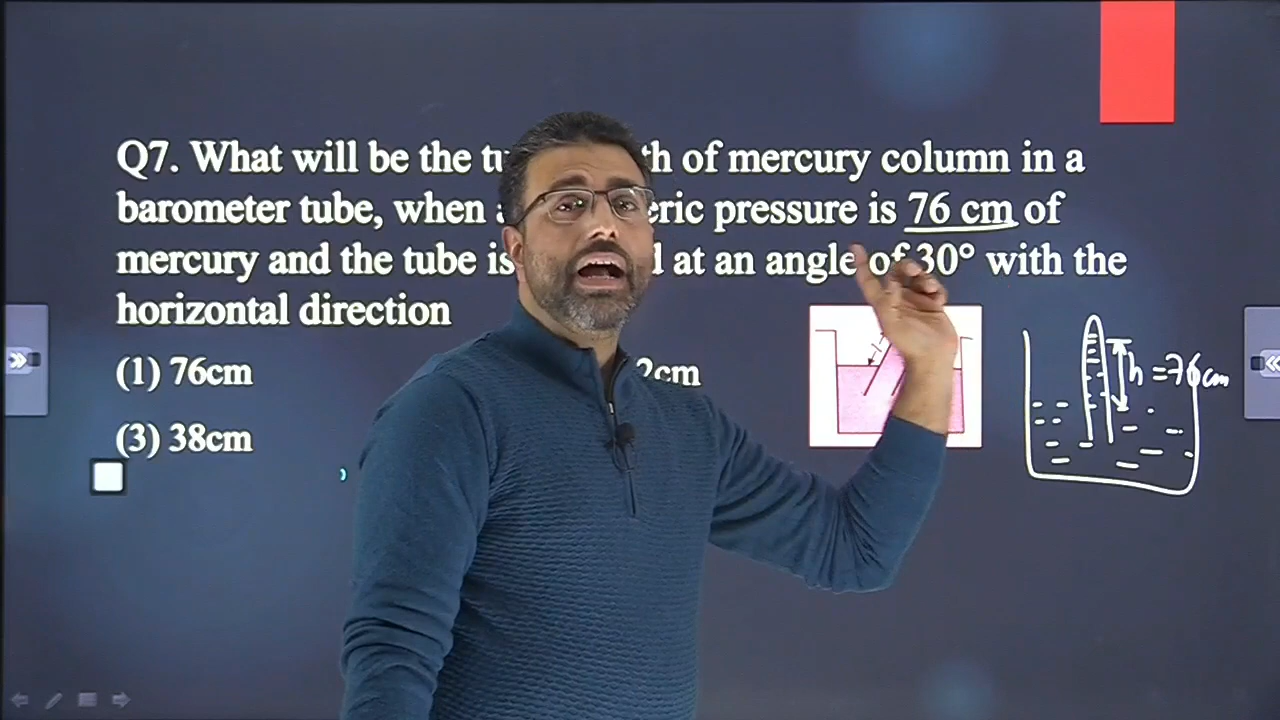 Q7. What will be the th of mercury column in a
barometer tube, when eric pressure is 76 cm of
mercury and the tube is at an angle of 30° with the
horizontal direction
(1) 76cm 2cm
(3) 38cm
h = 76cm